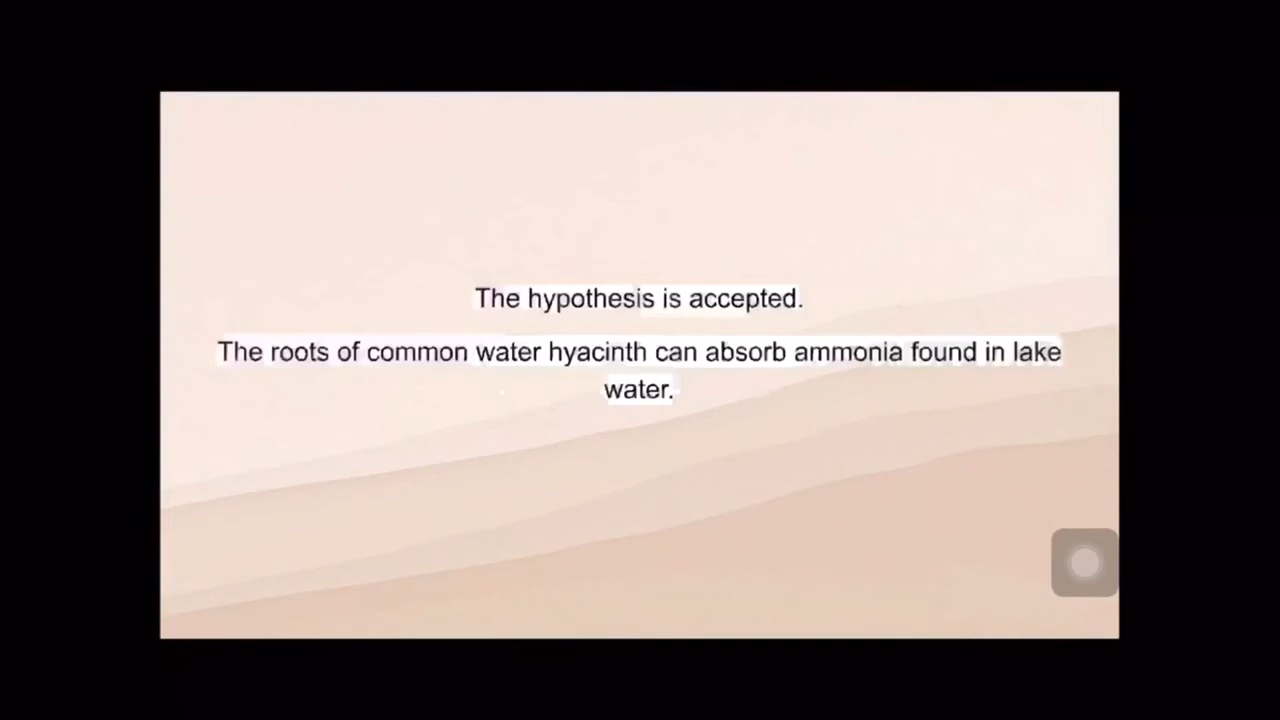 The hypothesis is accepted.
The roots of common water hyacinth can absorb ammonia found in lake
water.